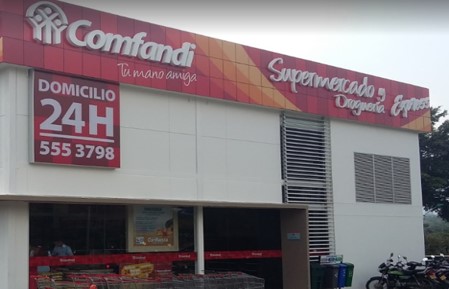 Comfandi
Tu mano amiga
Supermercado y
Droguería Express
DOMICILIO
24H
555 3798